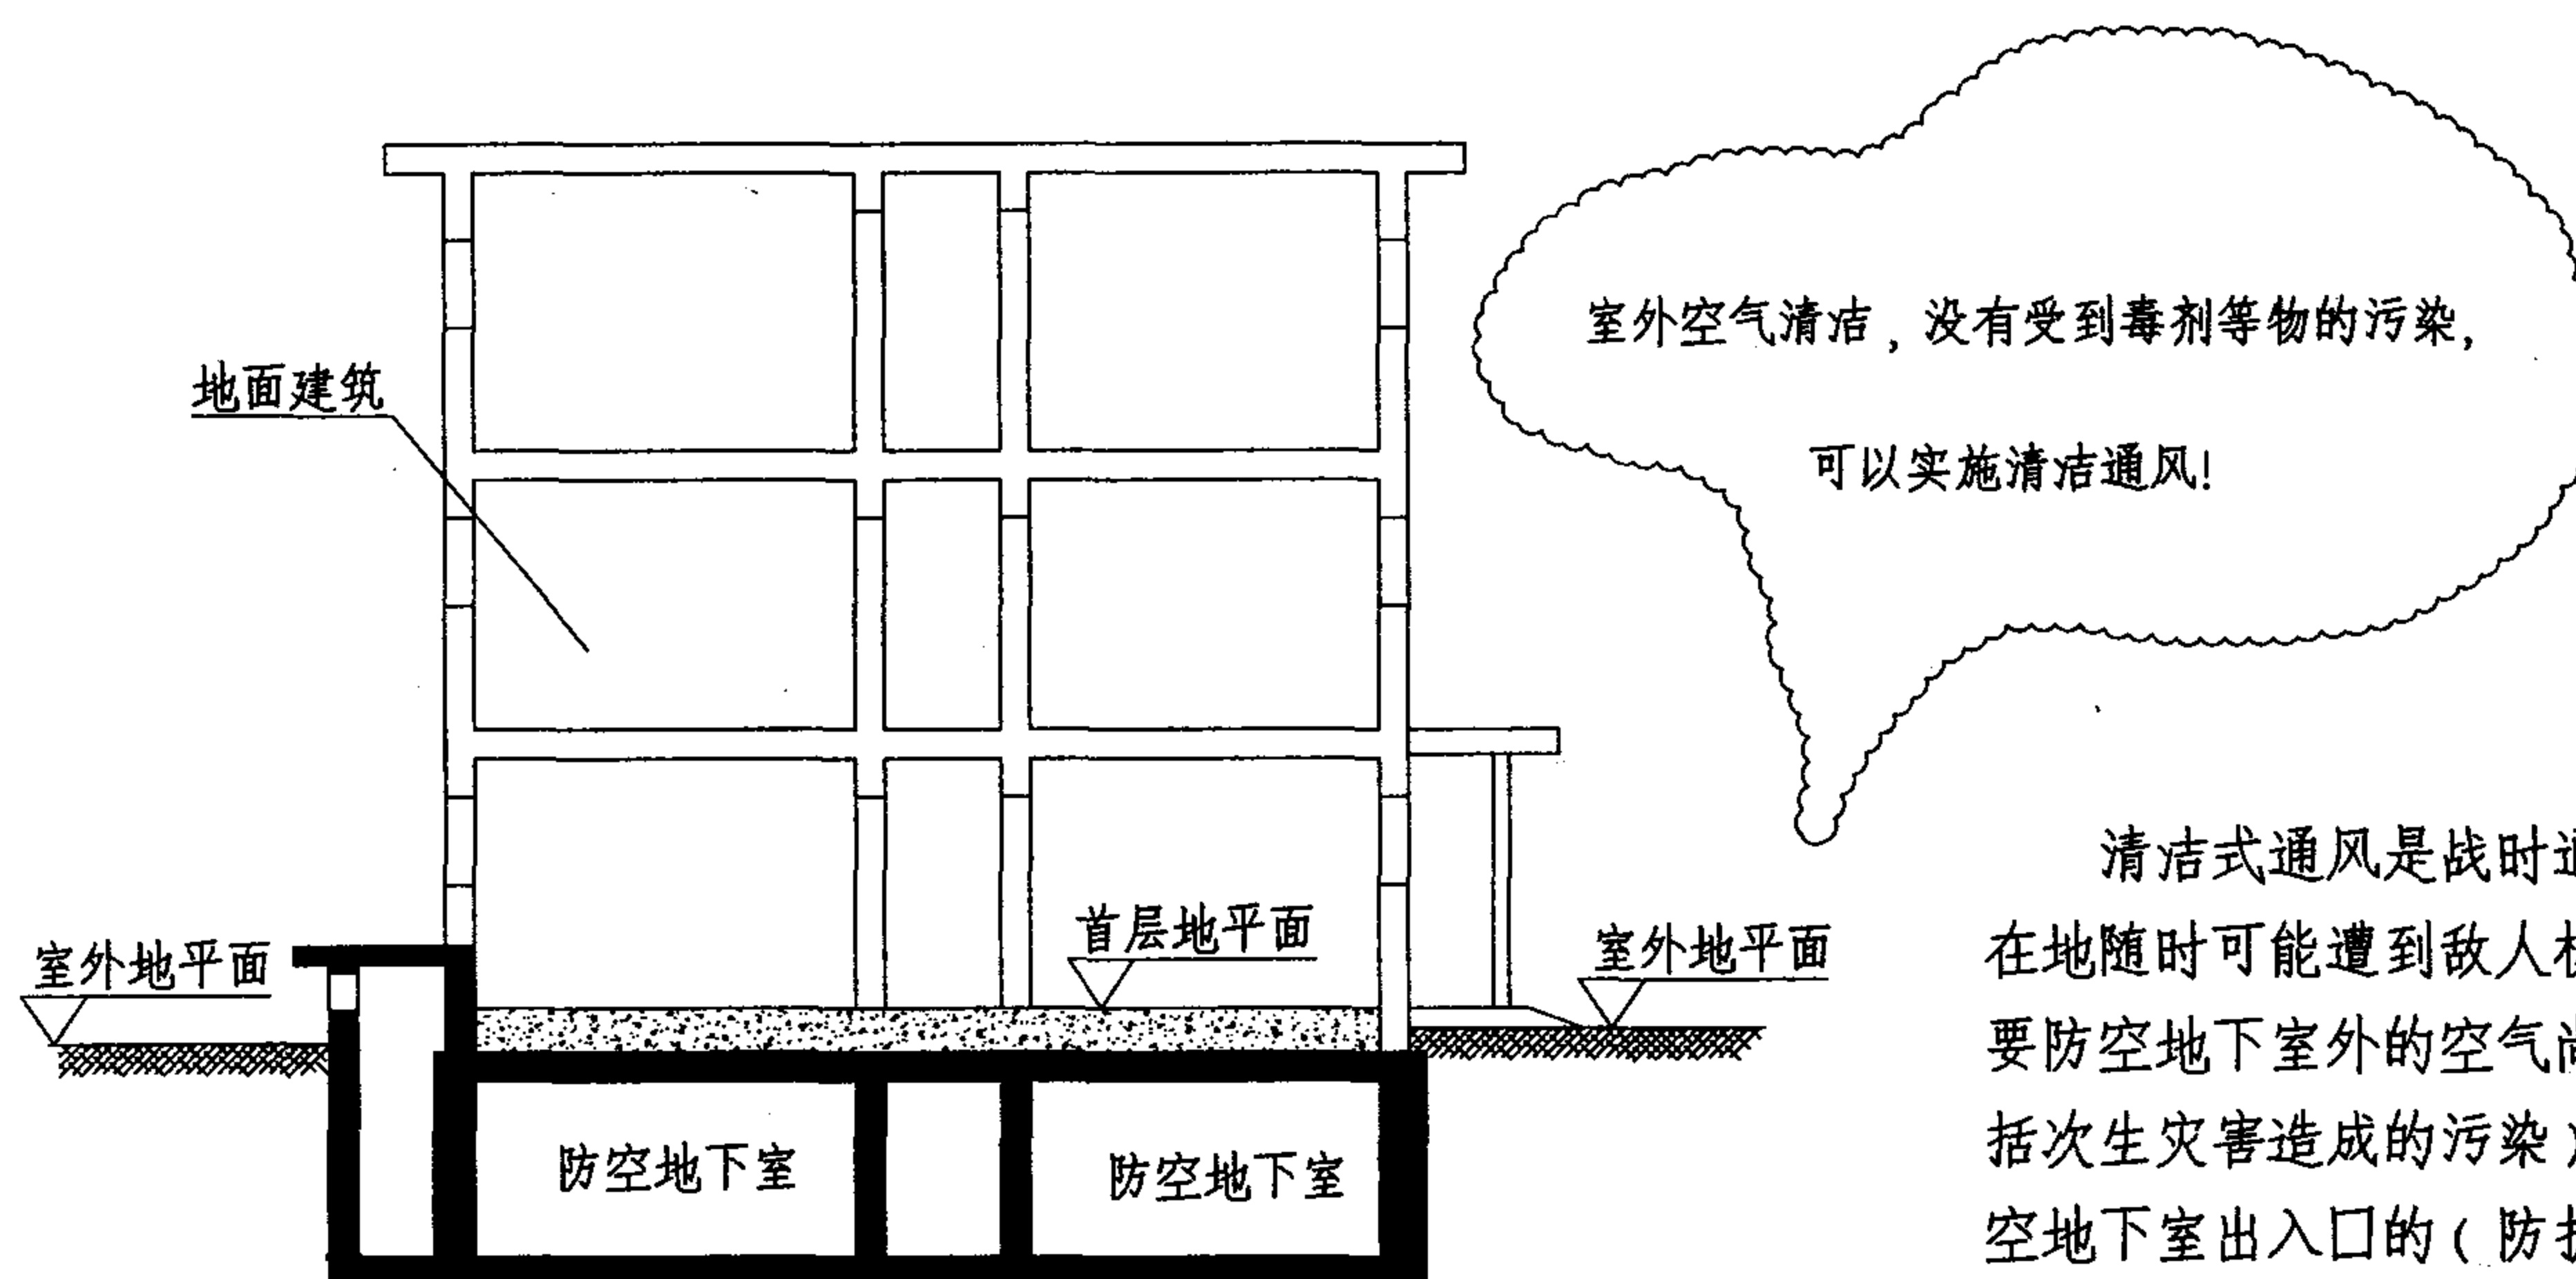 室外空气清洁,没有受到毒剂等物的污染,
可以实施清洁通风!
地面建筑
首层地平面
室外地平面
室外地平面
防空地下室
防空地下室
清洁式通风是战时通
在地随时可能遭到敌人
要防空地下室外的空气尚
括次生灾害造成的污染
空地下室出入口的(防护